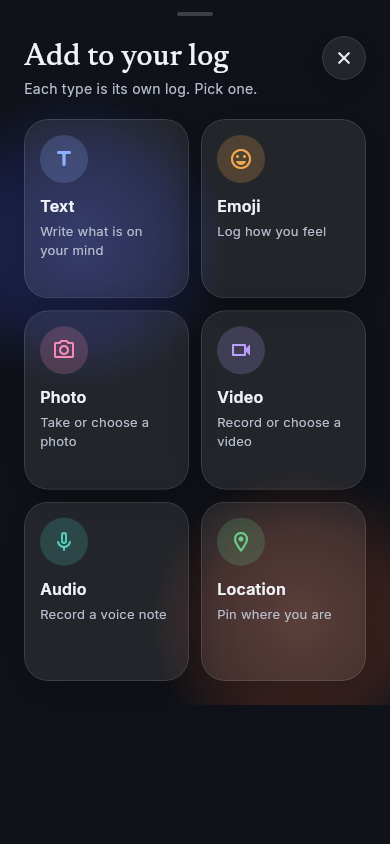 Add to your log
Each type is its own log. Pick one.
Text
Write what is on
your mind
Emoji
Log how you feel
Photo
Take or choose a
photo
Video
Record or choose a
video
Audio
Record a voice note
Location
Pin where you are